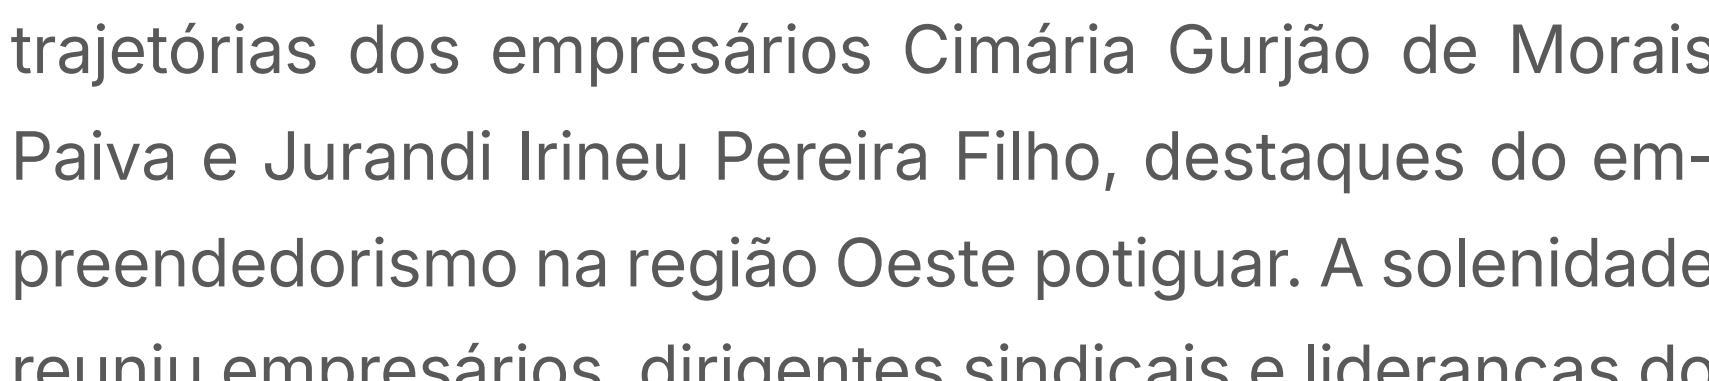 trajetórias dos empresários Cimária Gurjão de Morais
Paiva e Jurandi Irineu Pereira Filho, destaques do em-
preendedorismo na região Oeste potiguar. A solenidade
reuniu empresários, dirigentes sindicais e lideranças do